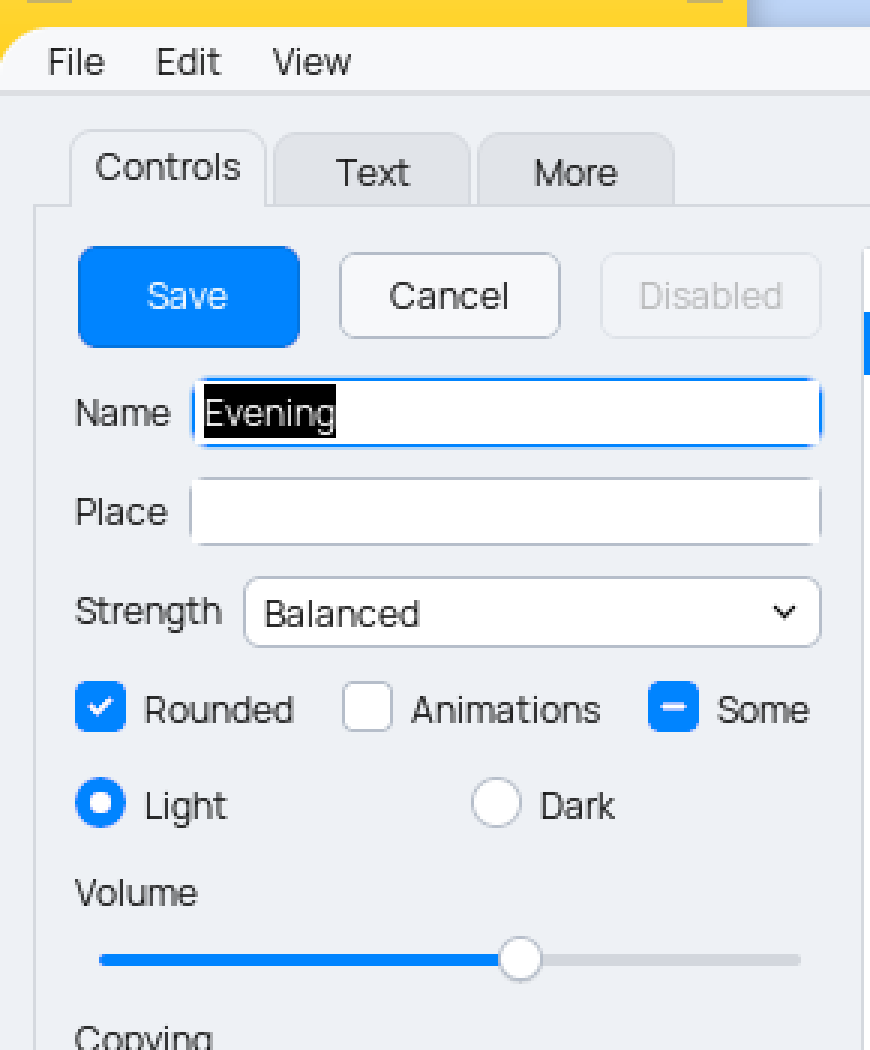 File Edit View
Controls Text More
Save Cancel Disabled
Name Evening
Place
Strength Balanced
Rounded Animations Some
Light Dark
Volume
Copying